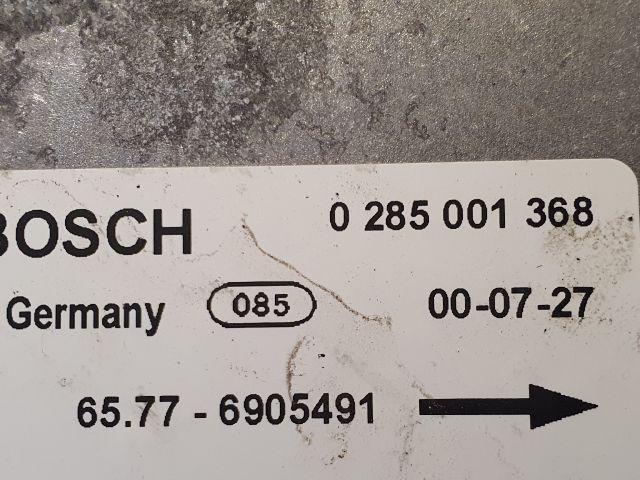 BOSCH 0 285 001 368
Germany 085 00-07-27
65.77 - 6905491